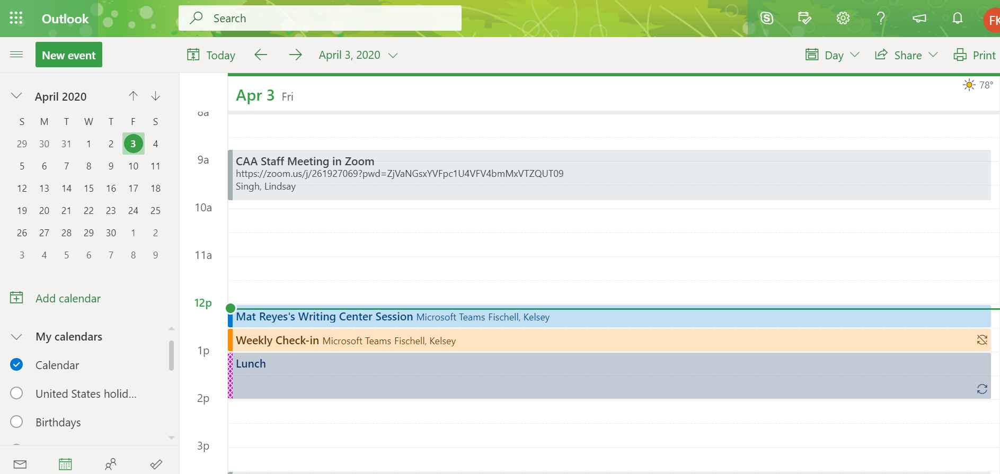 Outlook
Search
FK
New event
Today
April 3, 2020
Day
Share
Print
April 2020
S M T W T F S
29 30 31 1 2 3 4
5 6 7 8 9 10 11
12 13 14 15 16 17 18
19 20 21 22 23 24 25
26 27 28 29 30 1 2
3 4 5 6 7 8 9
Add calendar
My calendars
Calendar
United States holid...
Birthdays
Apr 3 Fri
78°
8a
9a
CAA Staff Meeting in Zoom
https://zoom.us/j/261927069?pwd=ZjVaNGsxYVFpc1U4VFV4bmMxVTZQUT09
Singh, Lindsay
10a
11a
12p
Mat Reyes's Writing Center Session Microsoft Teams Fischell, Kelsey
Weekly Check-in Microsoft Teams Fischell, Kelsey
1p
Lunch
2p
3p